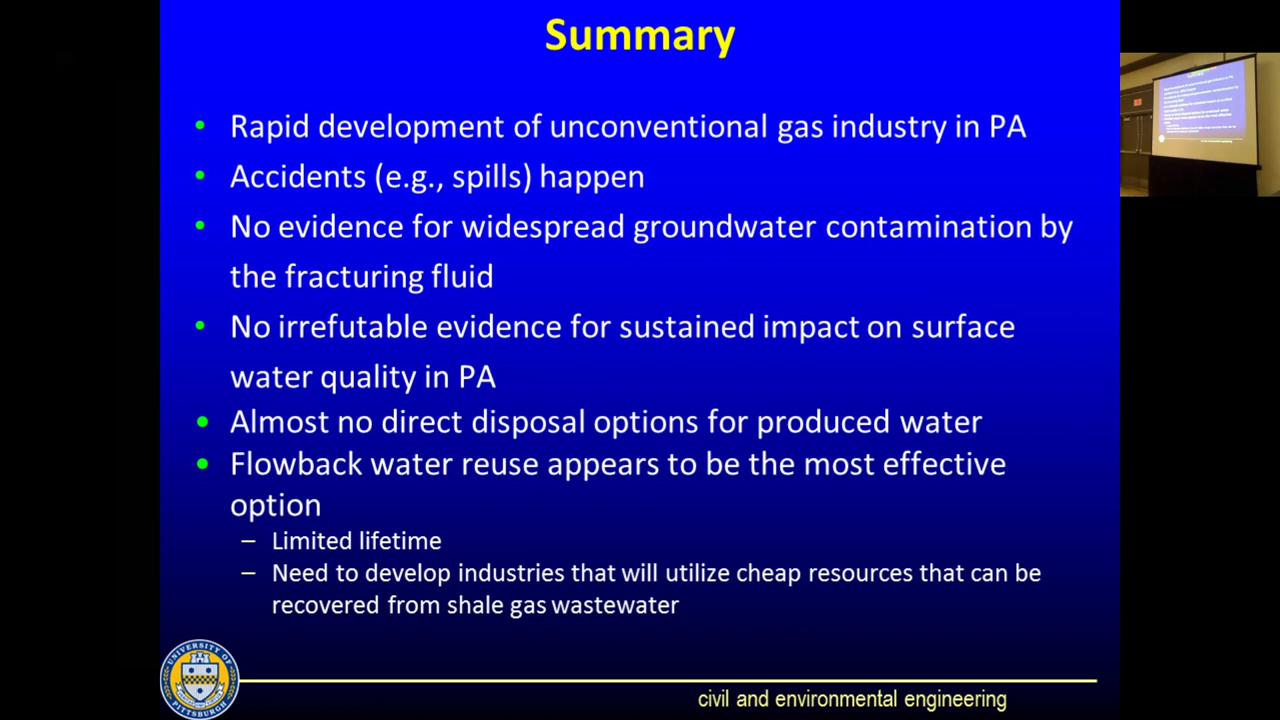 Summary
• Rapid development of unconventional gas industry in PA
• Accidents (e.g., spills) happen
• No evidence for widespread groundwater contamination by
the fracturing fluid
• No irrefutable evidence for sustained impact on surface
water quality in PA
• Almost no direct disposal options for produced water
• Flowback water reuse appears to be the most effective
option
– Limited lifetime
– Need to develop industries that will utilize cheap resources that can be
recovered from shale gas wastewater
UNIVERSITY OF
PITTSBURGH
civil and environmental engineering